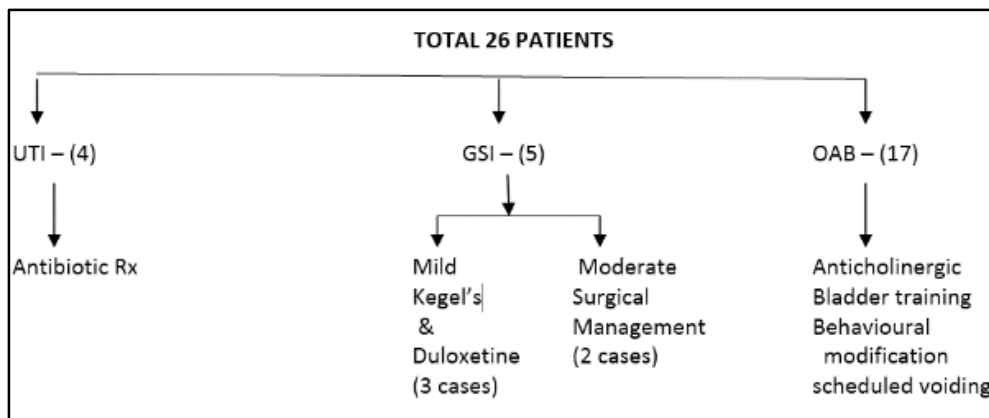 TOTAL 26 PATIENTS
UTI – (4)
GSI – (5)
OAB – (17)
Antibiotic Rx
Mild
Kegel's
&
Duloxetine
(3 cases)
Moderate
Surgical
Management
(2 cases)
Anticholinergic
Bladder training
Behavioural
modification
scheduled voiding